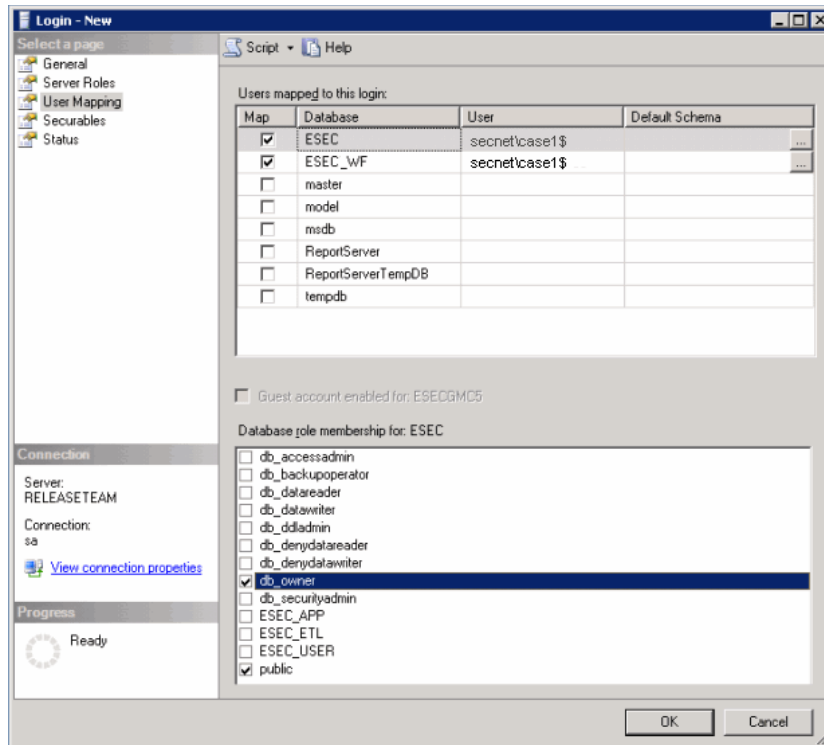 Login - New
Select a page
General
Server Roles
User Mapping
Securables
Status
Script Help
Users mapped to this login:
Map Database User Default Schema
ESEC secnet\case1$ ...
ESEC_WF secnet\case1$ ...
master
model
msdb
ReportServer
ReportServerTempDB
tempdb
Guest account enabled for: ESECGMC5
Database role membership for: ESEC
db_accessadmin
db_backupoperator
db_datareader
db_datawriter
db_ddladmin
db_denydatareader
db_denydatawriter
db_owner
db_securityadmin
ESEC_APP
ESEC_ETL
ESEC_USER
public
Connection
Server:
RELEASETEAM
Connection:
sa
View connection properties
Progress
Ready
OK Cancel